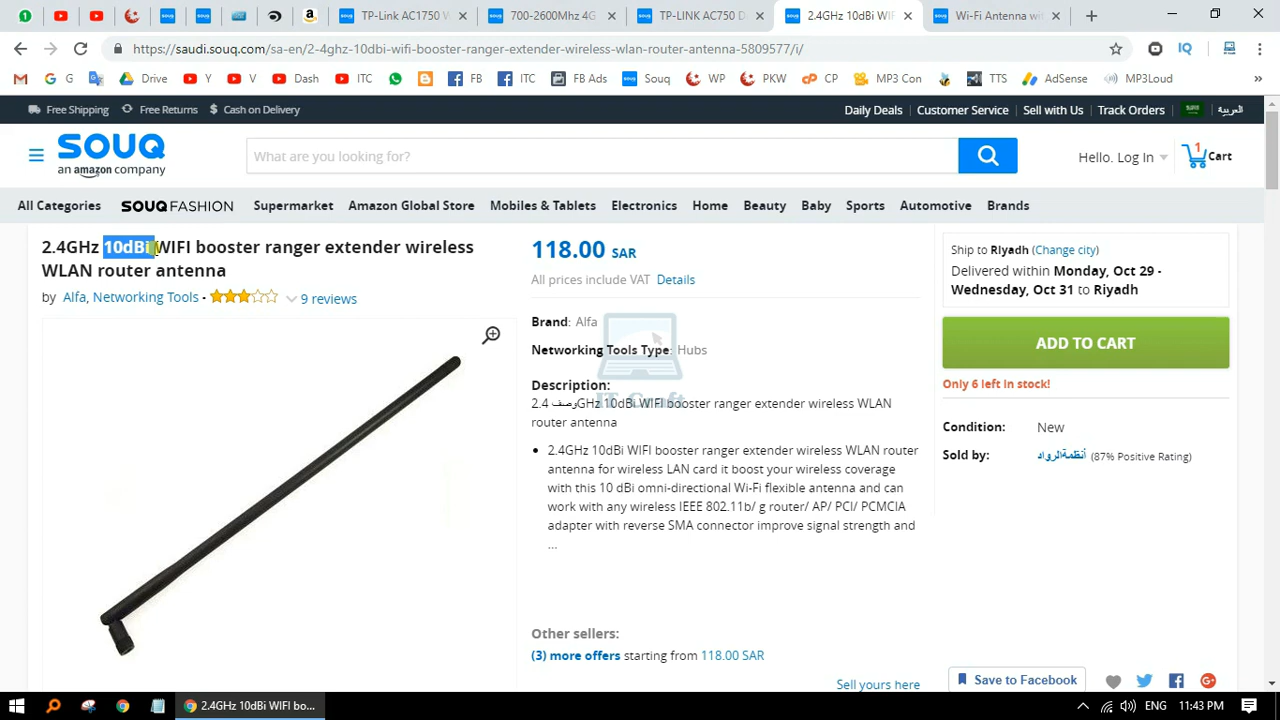 TP-Link AC1750 W
700-2600Mhz 4G
TP-LINK AC750 D
2.4GHz 10dBi WIF
Wi-Fi Antenna wi
https://saudi.souq.com/sa-en/2-4ghz-10dbi-wifi-booster-ranger-extender-wireless-wlan-router-antenna-5809577/i/
G Drive Y Y Dash ITC FB ITC FB Ads Souq WP PKW CP MP3 Con TTS AdSense MP3Loud »
Free Shipping Free Returns $ Cash on Delivery Daily Deals Customer Service Sell with Us Track Orders العربية
souq
an amazon company
What are you looking for?
Hello. Log In
1
Cart
All Categories SOUQ FASHION Supermarket Amazon Global Store Mobiles & Tablets Electronics Home Beauty Baby Sports Automotive Brands
2.4GHz 10dBi WIFI booster ranger extender wireless
WLAN router antenna
by Alfa, Networking Tools - 9 reviews
118.00 SAR
All prices include VAT Details
Brand: Alfa
Networking Tools Type: Hubs
Description:
2.4 وصفGHz 10dBi WIFI booster ranger extender wireless WLAN
router antenna
• 2.4GHz 10dBi WIFI booster ranger extender wireless WLAN router
antenna for wireless LAN card it boost your wireless coverage
with this 10 dBi omni-directional Wi-Fi flexible antenna and can
work with any wireless IEEE 802.11b/ g router/ AP/ PCI/ PCMCIA
adapter with reverse SMA connector improve signal strength and
...
IT Craft
Other sellers:
(3) more offers starting from 118.00 SAR
Sell yours here
Ship to Riyadh (Change city)
Delivered within Monday, Oct 29 -
Wednesday, Oct 31 to Riyadh
ADD TO CART
Only 6 left in stock!
Condition: New
Sold by: أنظمةالرواد (87% Positive Rating)
Save to Facebook
2.4GHz 10dBi WIFI bo...
ENG 11:43 PM